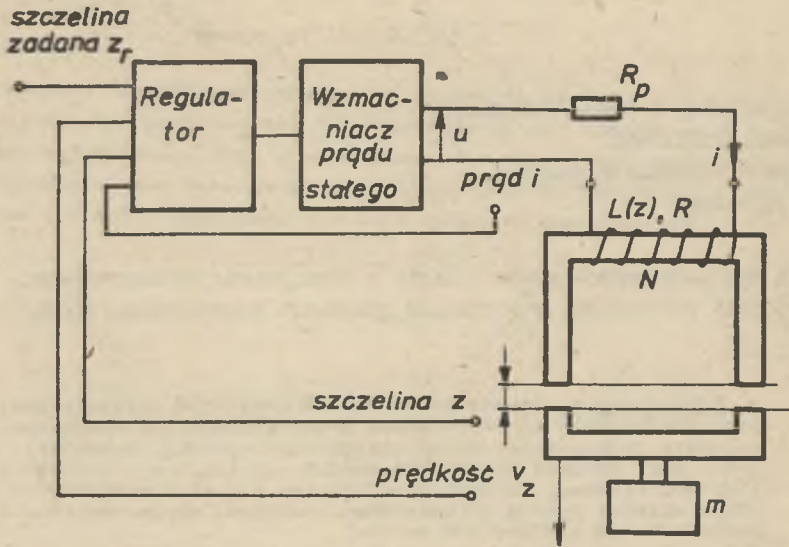 szczelina
zadana z_r
Regula-
tor
Wzmac-
niacz
prądu
stałego
u
R_p
i
prąd i
L(z), R
N
szczelina z
prędkość v_z
m